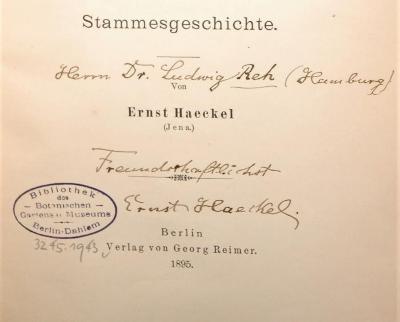 Stammesgeschichte.
Herrn Dr. Ludwig Reh (Hamburg)
Von
Ernst Haeckel
(Jena.)
Freundschaftlichst
Ernst Haeckel.
Bibliothek
des
Botanischen
Gartens u. Museums
Berlin-Dahlem
3245.1943
Berlin
Verlag von Georg Reimer.
1895.